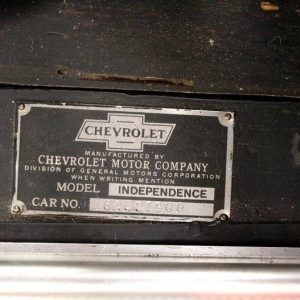 CHEVROLET
MANUFACTURED BY
CHEVROLET MOTOR COMPANY
DIVISION OF GENERAL MOTORS CORPORATION
WHEN WRITING MENTION
MODEL INDEPENDENCE
CAR NO.